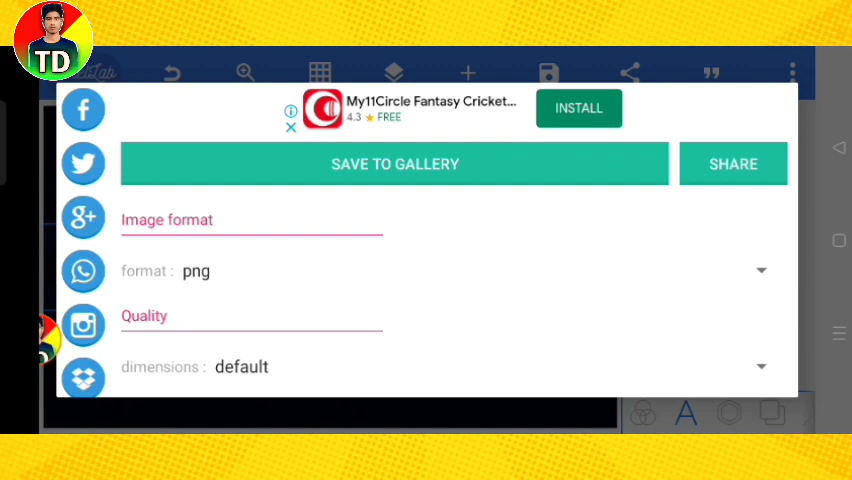 TD
Lab
My11Circle Fantasy Cricket...
4.3 ★ FREE
INSTALL
SAVE TO GALLERY
SHARE
Image format
format : png
Quality
dimensions : default